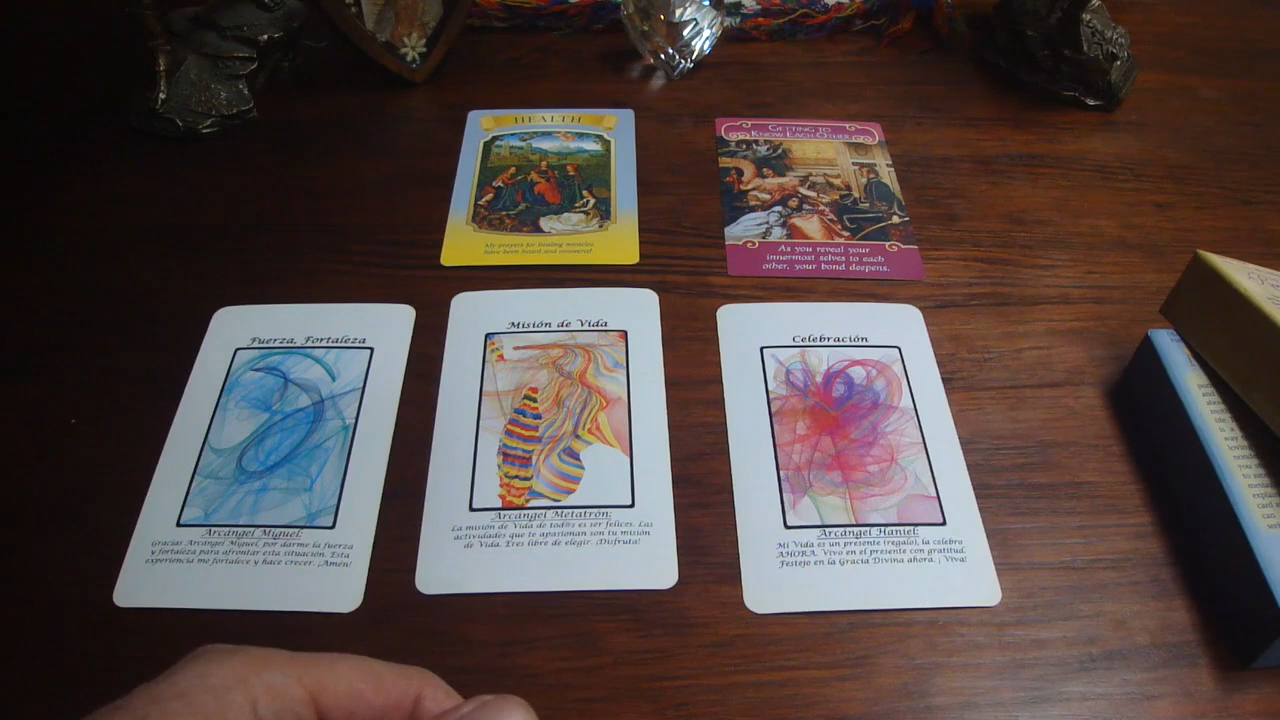 HEALTH
My prayers for healing miracles
have been heard and answered.
GETTING TO
KNOW EACH OTHER
As you reveal your
innermost selves to each
other, your bond deepens.
Fuerza, Fortaleza
Arcángel Miguel:
Gracias Arcángel Miguel, por darme la fuerza
y fortaleza para afrontar esta situación. Esta
experiencia me fortalece y hace crecer. ¡Amén!
Misión de Vida
Arcángel Metatrón:
La misión de Vida de tod@s es ser felices. Las
actividades que te apasionan son tu misión
de Vida. Eres libre de elegir. ¡Disfruta!
Celebración
Arcángel Haniel:
Mi Vida es un presente (regalo), la celebro
AHORA. Vivo en el presente con gratitud.
Festejo en la Gracia Divina ahora. ¡ Viva!